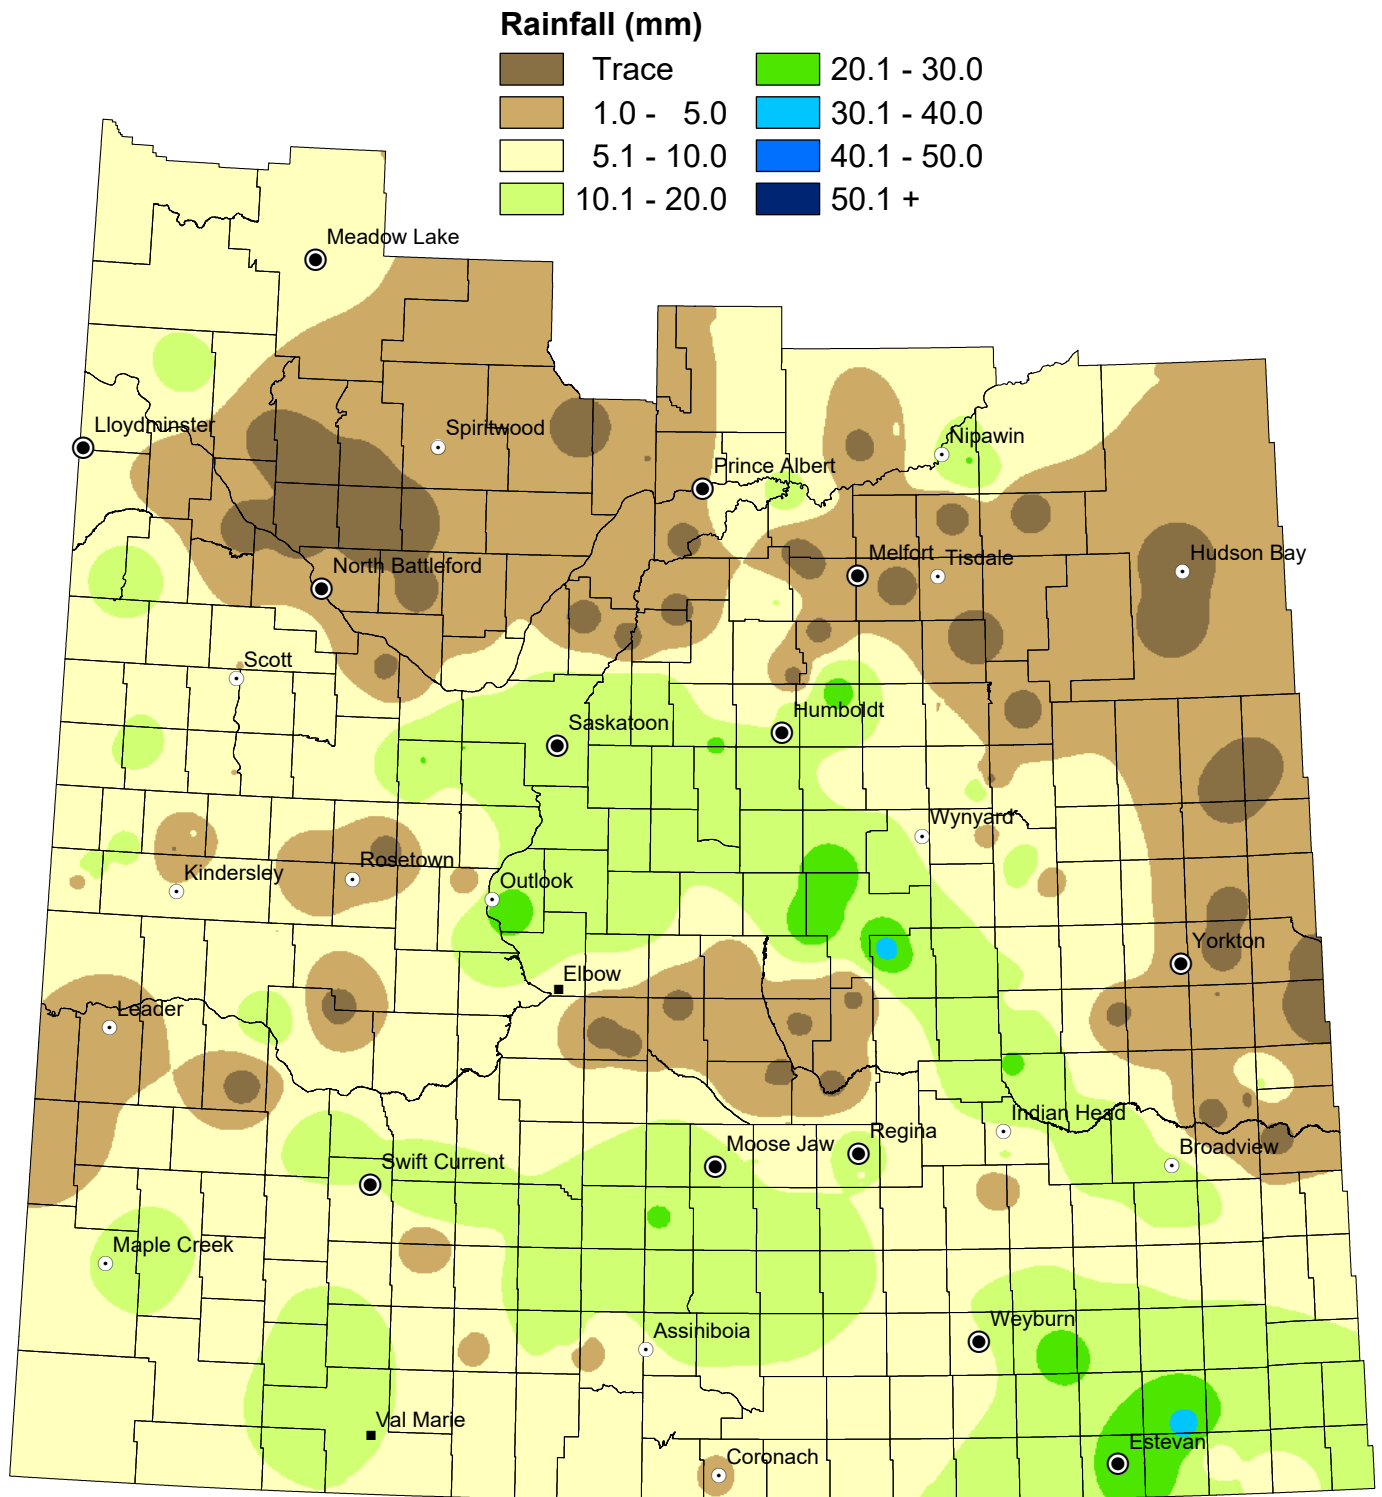 Rainfall (mm)
Trace
1.0 - 5.0
5.1 - 10.0
10.1 - 20.0
20.1 - 30.0
30.1 - 40.0
40.1 - 50.0
50.1 +
Meadow Lake
Lloydminster
Spiritwood
Nipawin
Prince Albert
North Battleford
Melfort
Tisdale
Hudson Bay
Scott
Saskatoon
Humboldt
Wynyard
Kindersley
Rosetown
Outlook
Yorkton
Elbow
Leader
Indian Head
Regina
Moose Jaw
Broadview
Swift Current
Maple Creek
Assiniboia
Weyburn
Val Marie
Coronach
Estevan